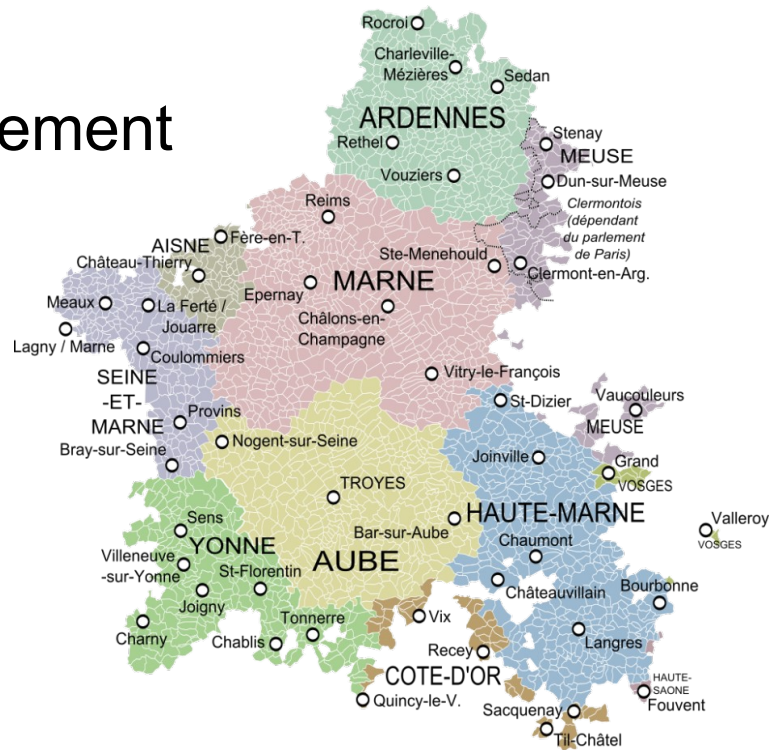 Rocroi
Charleville-
Mézières
Sedan
ement
ARDENNES
Rethel
Stenay
MEUSE
Vouziers
Dun-sur-Meuse
Clermontois
(dépendant
du parlement
de Paris)
Reims
Fère-en-T.
AISNE
Château-Thierry
Ste-Menehould
Clermont-en-Arg.
MARNE
Epernay
Meaux
La Ferté /
Jouarre
Châlons-en-
Champagne
Lagny / Marne
Coulommiers
Vitry-le-François
SEINE
-ET-
MARNE
St-Dizier
Vaucouleurs
MEUSE
Provins
Bray-sur-Seine
Nogent-sur-Seine
Joinville
Grand
VOSGES
TROYES
Sens
Bar-sur-Aube
HAUTE-MARNE
Valleroy
VOSGES
YONNE
AUBE
Chaumont
Villeneuve
-sur-Yonne
St-Florentin
Châteauvillain
Bourbonne
Joigny
Tonnerre
Vix
Charny
Chablis
Langres
Recey
COTE-D'OR
HAUTE-
SAONE
Fouvent
Quincy-le-V.
Sacquenay
Til-Châtel